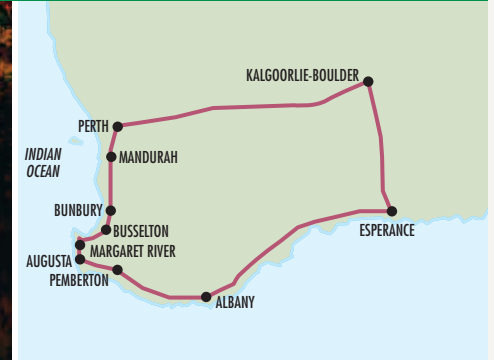 KALGOORLIE-BOULDER
PERTH
INDIAN
OCEAN
MANDURAH
BUNBURY
BUSSELTON
ESPERANCE
MARGARET RIVER
AUGUSTA
PEMBERTON
ALBANY